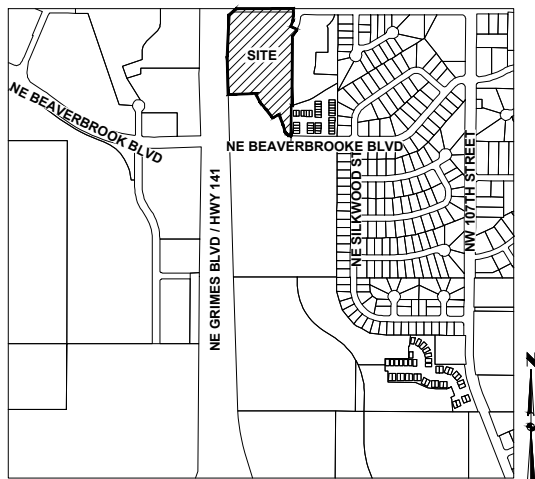 SITE
NE BEAVERBROOK BLVD
NE BEAVERBROOKE BLVD
NE GRIMES BLVD / HWY 141
NE SILKWOOD ST
NW 107TH STREET
N